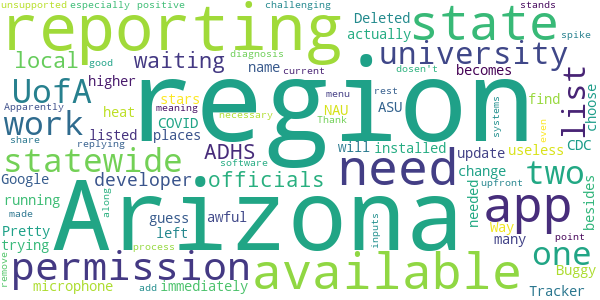 unsupported especially positive challenging stands
reporting Deleted actually state spike
local waiting university dosen't
good diagnosis name becomes list
UofA higher current menu rest
work stars heat meaning NAU ASU find choose
Apparently listed COVID necessary Thank systems even
share replying places ADHS will installed CDC
region
statewide need two
Google developer officials update useless
running software change besides
made guess needed way
Pretty along left awful app one
trying Arizona many Buggy
permission available point
remove process microphone add immediately inputs upfront Tracker